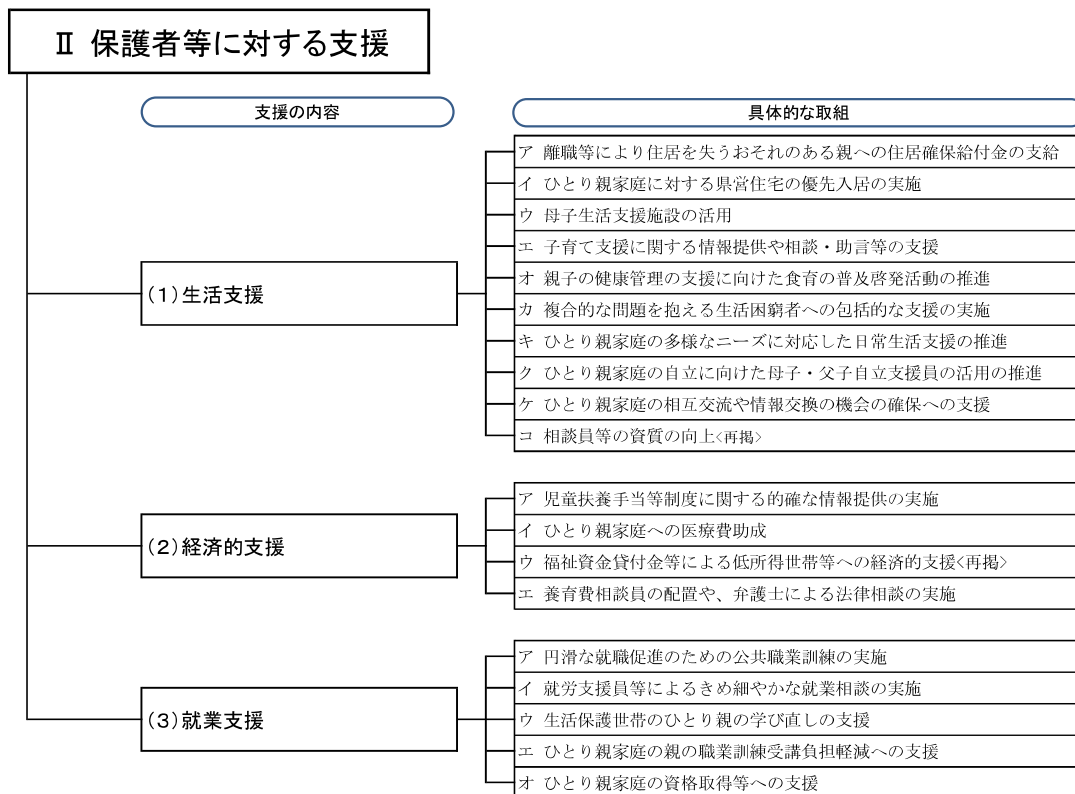 Ⅱ 保護者等に対する支援
支援の内容
具体的な取組
(1)生活支援
ア 離職等により住居を失うおそれのある親への住居確保給付金の支給
イ ひとり親家庭に対する県営住宅の優先入居の実施
ウ 母子生活支援施設の活用
エ 子育て支援に関する情報提供や相談・助言等の支援
オ 親子の健康管理の支援に向けた食育の普及啓発活動の推進
カ 複合的な問題を抱える生活困窮者への包括的な支援の実施
キ ひとり親家庭の多様なニーズに対応した日常生活支援の推進
ク ひとり親家庭の自立に向けた母子・父子自立支援員の活用の推進
ケ ひとり親家庭の相互交流や情報交換の機会の確保への支援
コ 相談員等の資質の向上<再掲>
(2)経済的支援
ア 児童扶養手当等制度に関する的確な情報提供の実施
イ ひとり親家庭への医療費助成
ウ 福祉資金貸付金等による低所得世帯等への経済的支援<再掲>
エ 養育費相談員の配置や、弁護士による法律相談の実施
(3)就業支援
ア 円滑な就職促進のための公共職業訓練の実施
イ 就労支援員等によるきめ細やかな就業相談の実施
ウ 生活保護世帯のひとり親の学び直しの支援
エ ひとり親家庭の親の職業訓練受講負担軽減への支援
オ ひとり親家庭の資格取得等への支援